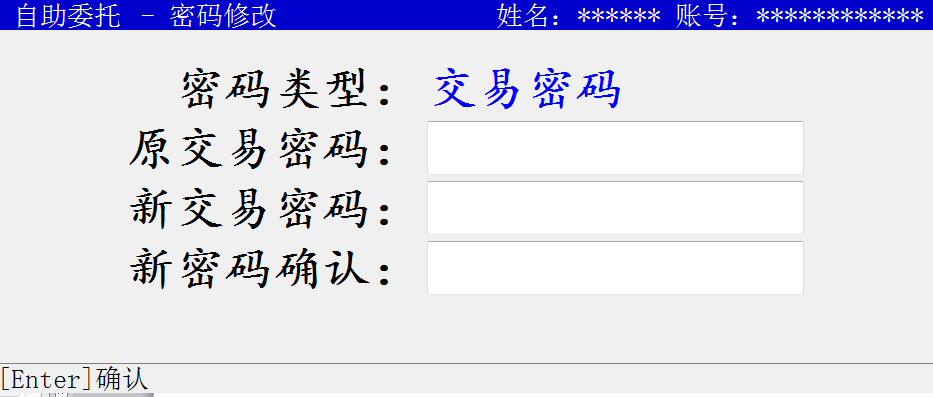 自助委托 - 密码修改 姓名: ****** 账号: ************
密码类型: 交易密码
原交易密码:
新交易密码:
新密码确认:
[Enter]确认